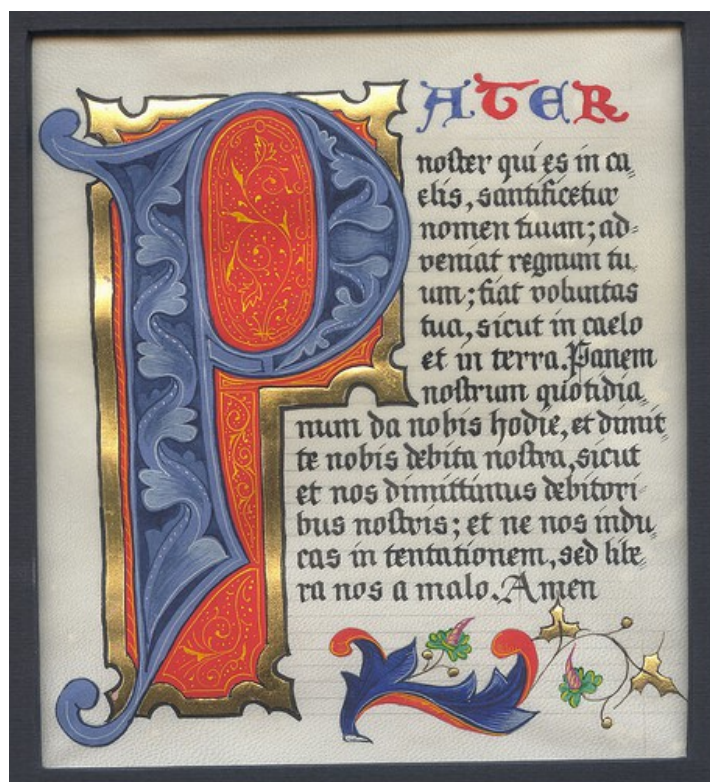 PATER
noster qui es in ca
elis, santificetur
nomen tuum; ad=
veniat regnum tu
um; fiat voluntas
tua, sicut in caelo
et in terra. Panem
nostrum quotidia
num da nobis hodie, et dimit
te nobis debita nostra, sicut
et nos dimittimus debitori
bus nostris; et ne nos indu
cas in tentationem, sed libe
ra nos a malo. Amen